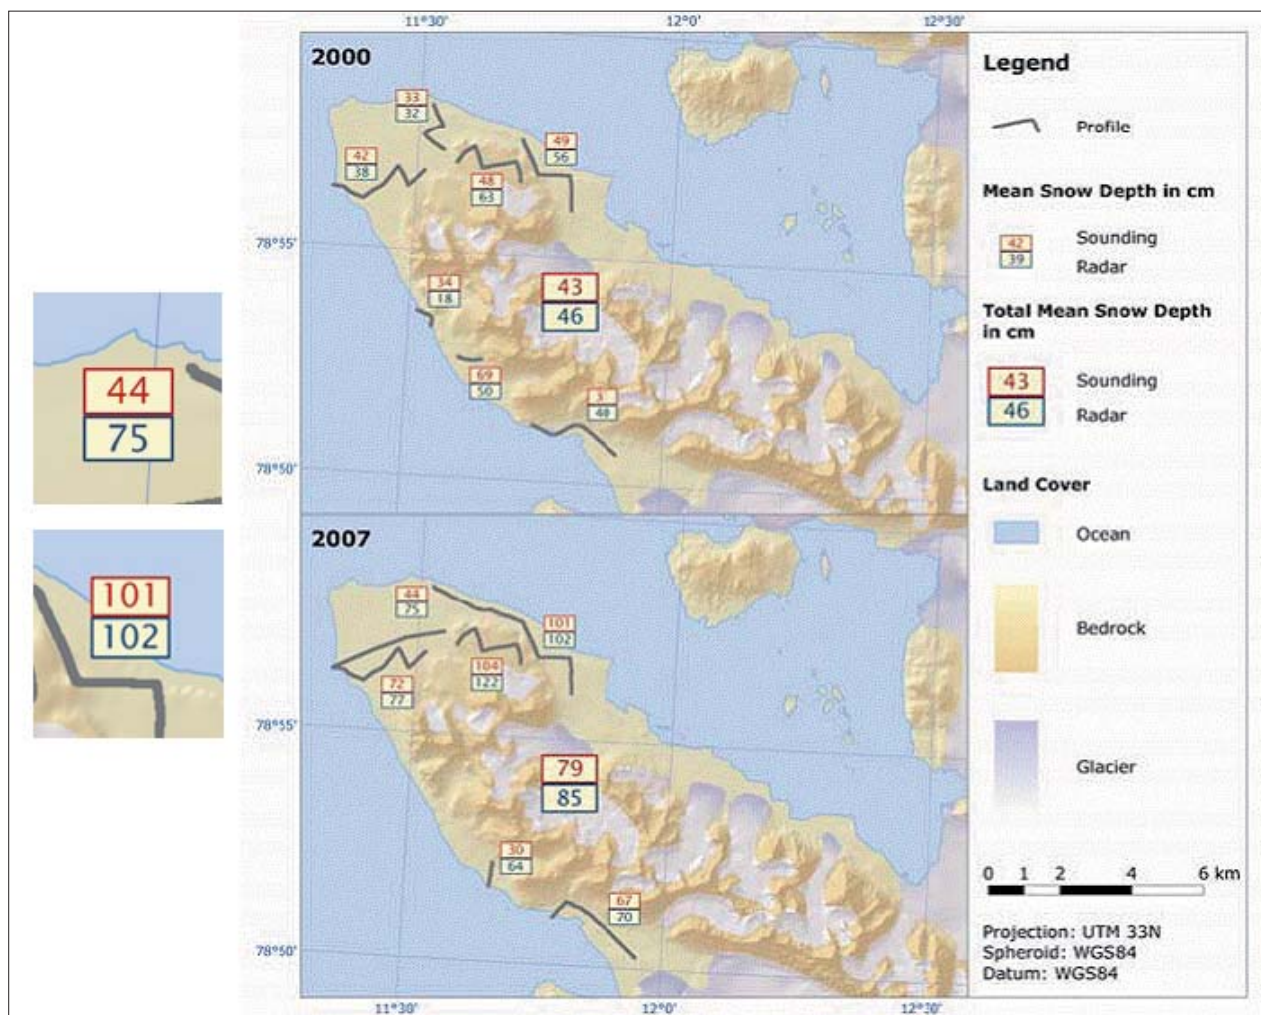 44
75
101
102
11°30'
12°0'
12°30'
2000
33
32
42
38
49
56
48
63
78°55'
34
18
43
46
69
50
3
48
78°50'
2007
44
75
101
102
104
122
72
77
78°55'
79
85
30
64
67
70
78°50'
11°30'
12°0'
12°30'
Legend
Profile
Mean Snow Depth in cm
42
39
Sounding
Radar
Total Mean Snow Depth
in cm
43
46
Sounding
Radar
Land Cover
Ocean
Bedrock
Glacier
0 1 2 4 6 km
Projection: UTM 33N
Spheroid: WGS84
Datum: WGS84